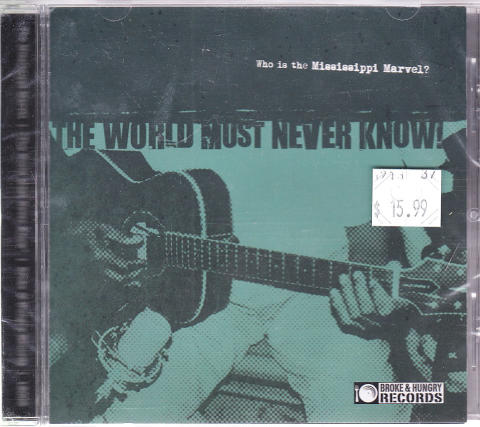 Who is the Mississippi Marvel?
THE WORLD MUST NEVER KNOW!
$ 15.99
BROKE & HUNGRY
RECORDS